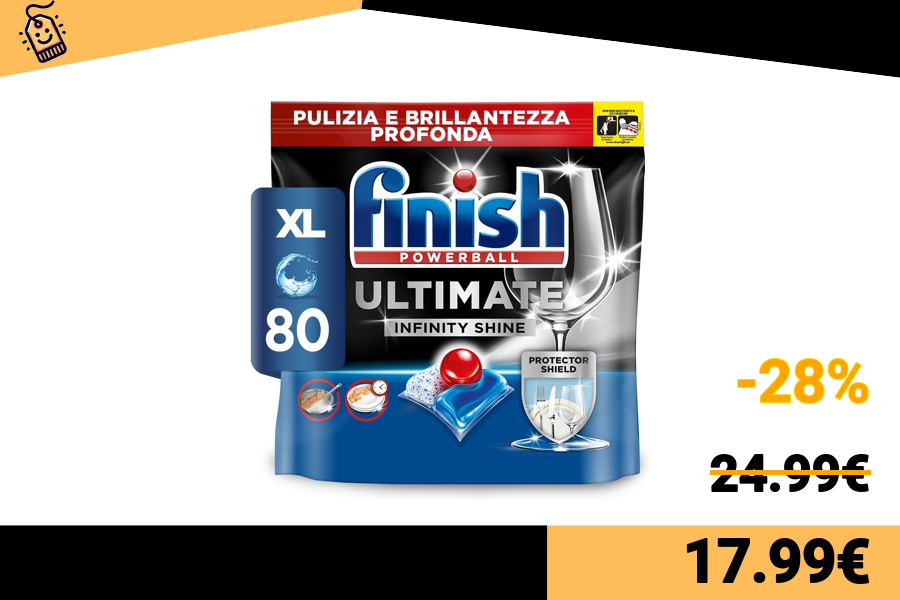 PULIZIA E BRILLANTEZZA
PROFONDA
XL
80
finish
POWERBALL
ULTIMATE
INFINITY SHINE
PROTECTOR
SHIELD
-28%
24.99€
17.99€